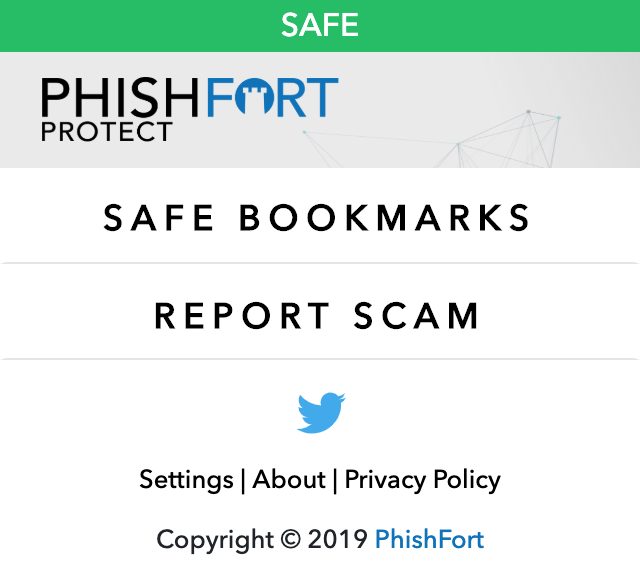 SAFE
PHISHFORT
PROTECT
SAFE BOOKMARKS
REPORT SCAM
Settings | About | Privacy Policy
Copyright © 2019 PhishFort